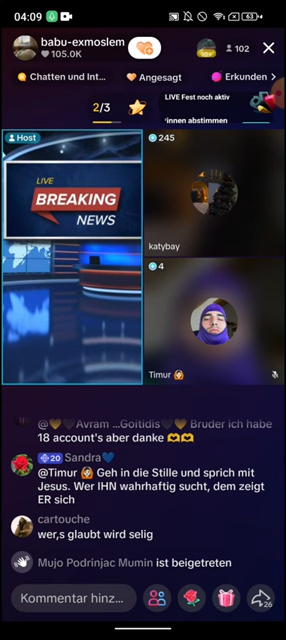 04:09
63
babu-exmoslem
105.0K
102
Chatten und Int...
Angesagt
Erkunden
2/3
LIVE Fest noch aktiv
*innen abstimmen
Host
245
LIVE
BREAKING
NEWS
katybay
4
Timur
@ Avram ...Goitidis Bruder ich habe
18 account's aber danke
20 Sandra
@Timur Geh in die Stille und sprich mit
Jesus. Wer IHN wahrhaftig sucht, dem zeigt
ER sich
cartouche
wer,s glaubt wird selig
Mujo Podrinjac Mumin ist beigetreten
Kommentar hinz...
26